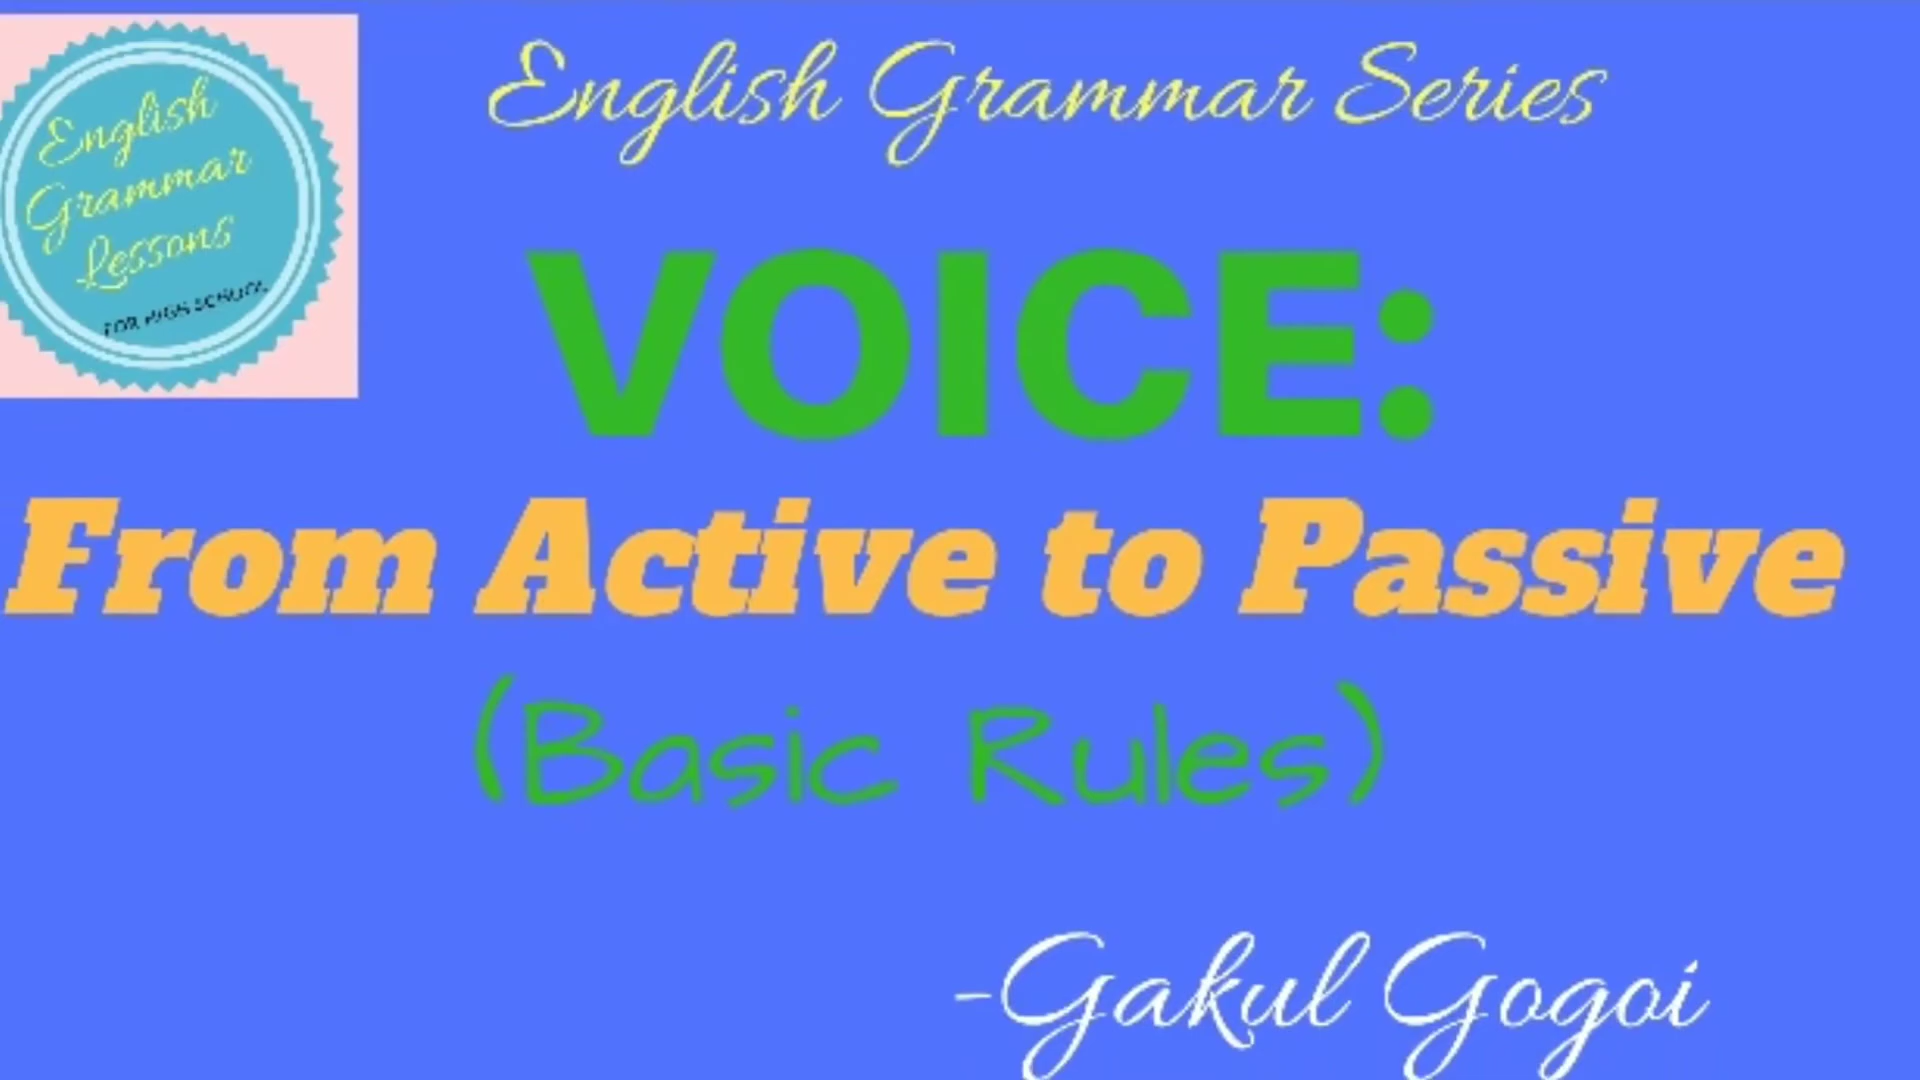 English
Grammar
Lessons
FOR HIGH SCHOOL
English Grammar Series
VOICE:
From Active to Passive
(Basic Rules)
-Gakul Gogoi